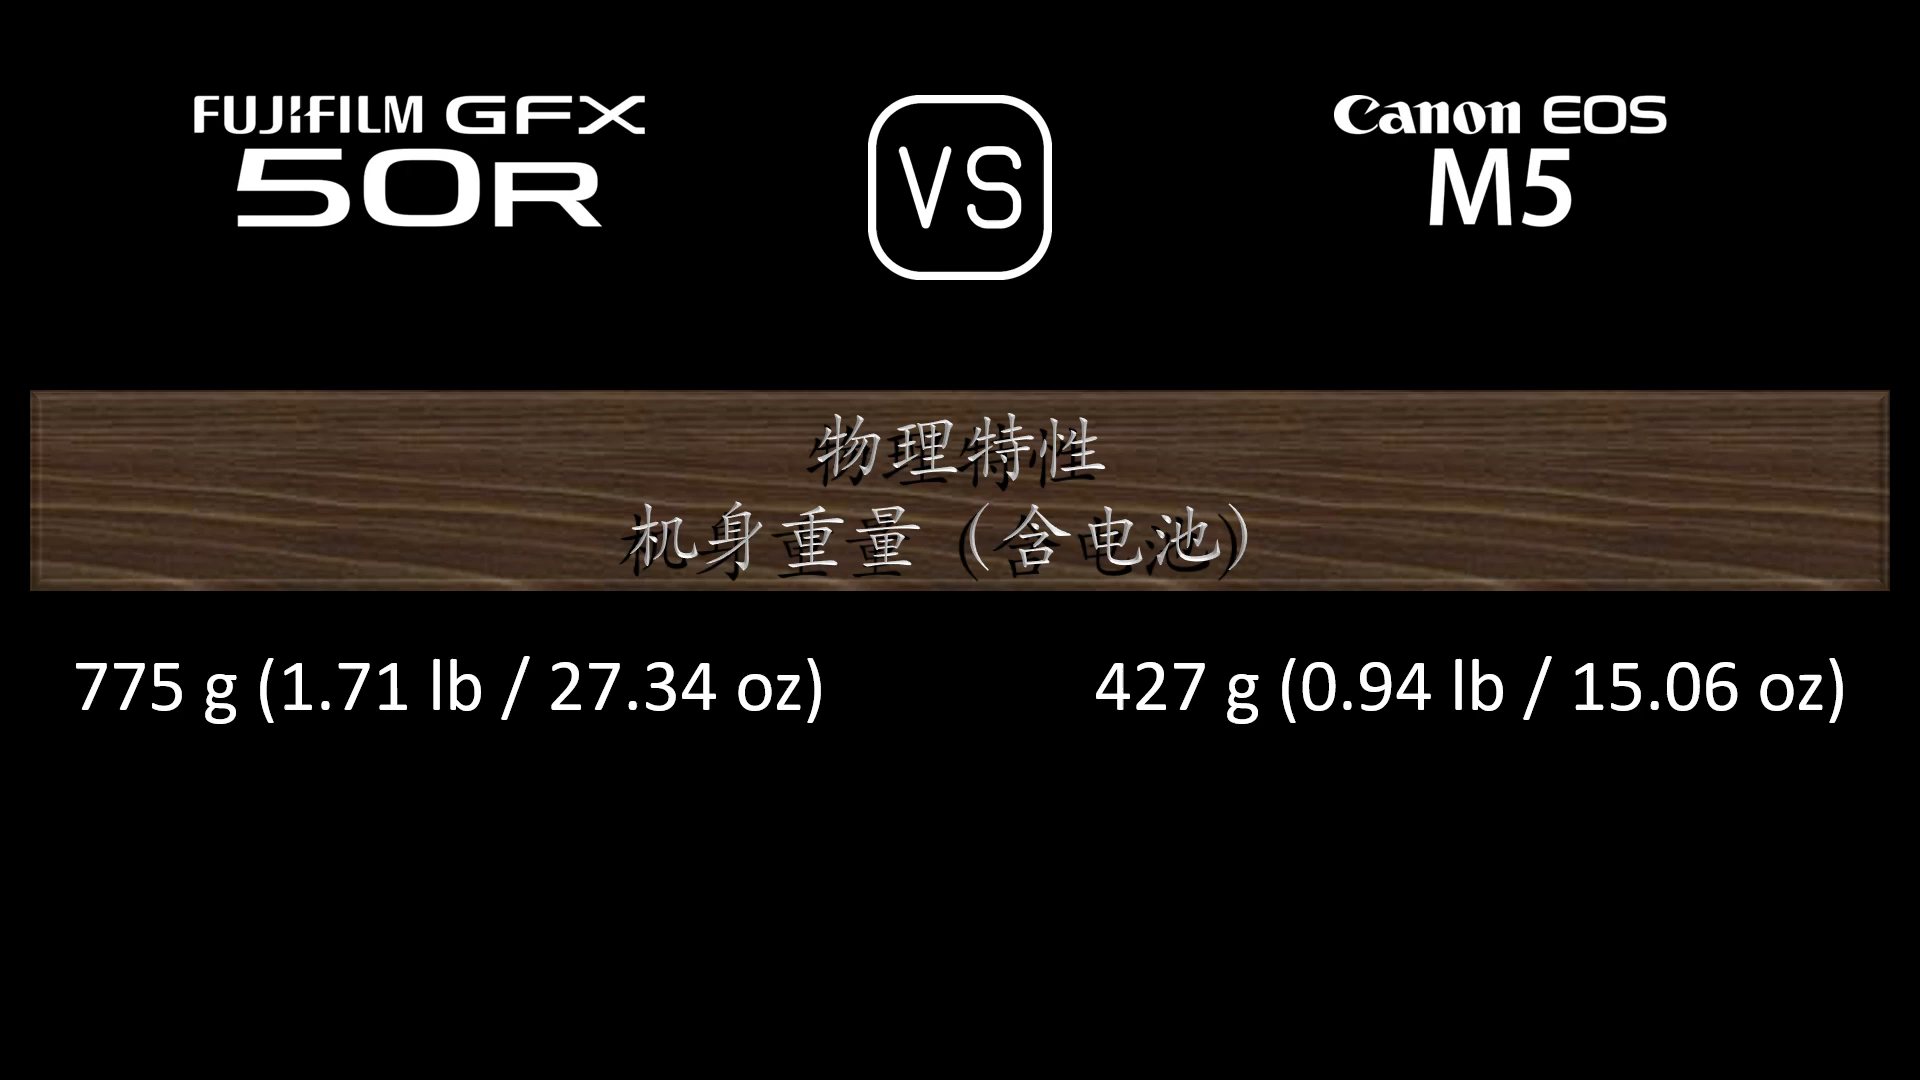 FUJIFILM GFX
50R
VS
Canon EOS
M5
物理特性
机身重量（含电池）
775 g (1.71 lb / 27.34 oz)
427 g (0.94 lb / 15.06 oz)